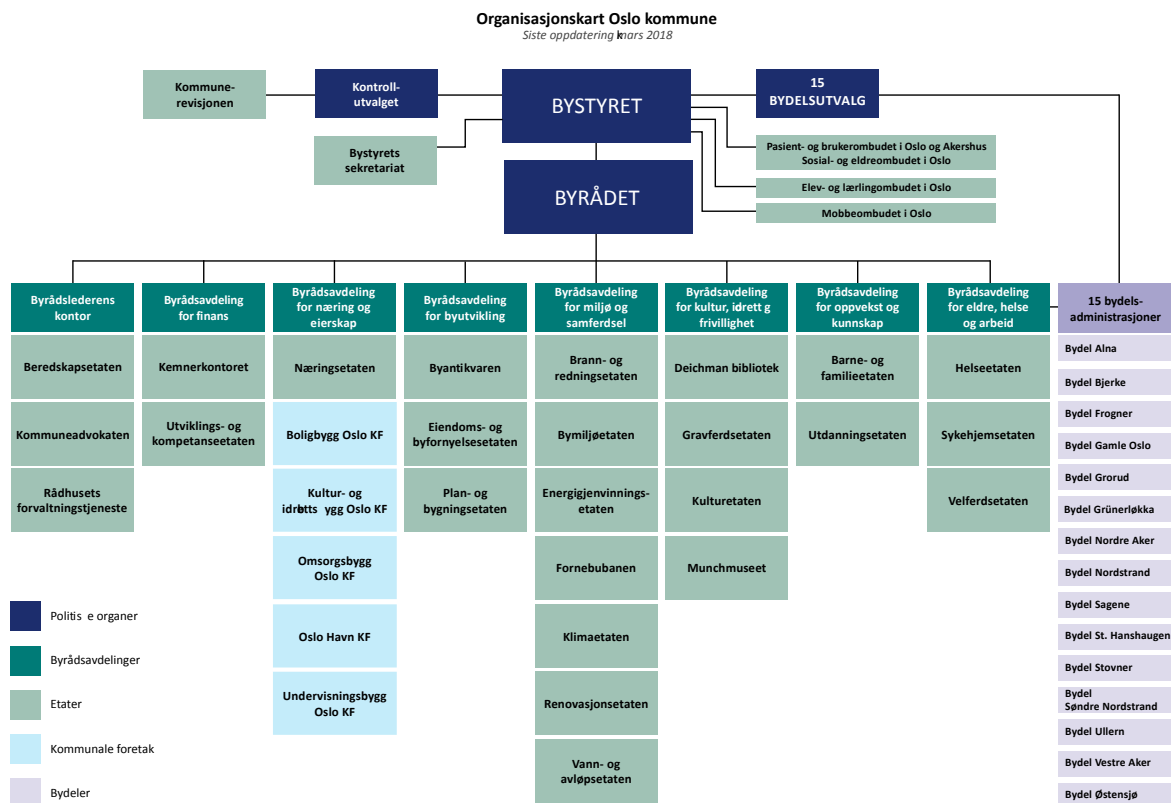 Organisasjonskart Oslo kommune
Siste oppdatering mars 2018
Kommune-
revisjonen
Kontroll-
utvalget
BYSTYRET
15
BYDELSUTVALG
Bystyrets
sekretariat
Pasient- og brukerombudet i Oslo og Akershus
Sosial- og eldreombudet i Oslo
Elev- og lærlingombudet i Oslo
Mobbeombudet i Oslo
BYRÅDET
Byrådslederens
kontor
Beredskapsetaten
Kommuneadvokaten
Rådhusets
forvaltningstjeneste
Byrådsavdeling
for finans
Kemnerkontoret
Utviklings- og
kompetanseetaten
Byrådsavdeling
for næring og
eierskap
Næringsetaten
Boligbygg Oslo KF
Kultur- og
idretts ygg Oslo KF
Omsorgsbygg
Oslo KF
Oslo Havn KF
Undervisningsbygg
Oslo KF
Byrådsavdeling
for byutvikling
Byantikvaren
Eiendoms- og
byfornyelsesetaten
Plan- og
bygningsetaten
Byrådsavdeling
for miljø og
samferdsel
Brann- og
redningsetaten
Bymiljøetaten
Energigjenvinnings-
etaten
Fornebubanen
Klimaetaten
Renovasjonsetaten
Vann- og
avløpsetaten
Byrådsavdeling
for kultur, idrett g
frivillighet
Deichman bibliotek
Gravferdsetaten
Kulturetaten
Munchmuseet
Byrådsavdeling
for oppvekst og
kunnskap
Barne- og
familieetaten
Utdanningsetaten
Byrådsavdeling
for eldre, helse
og arbeid
Helseetaten
Sykehjemsetaten
Velferdsetaten
15 bydels-
administrasjoner
Bydel Alna
Bydel Bjerke
Bydel Frogner
Bydel Gamle Oslo
Bydel Grorud
Bydel Grünerløkka
Bydel Nordre Aker
Bydel Nordstrand
Bydel Sagene
Bydel St. Hanshaugen
Bydel Stovner
Bydel
Søndre Nordstrand
Bydel Ullern
Bydel Vestre Aker
Bydel Østensjø
Politis e organer
Byrådsavdelinger
Etater
Kommunale foretak
Bydeler